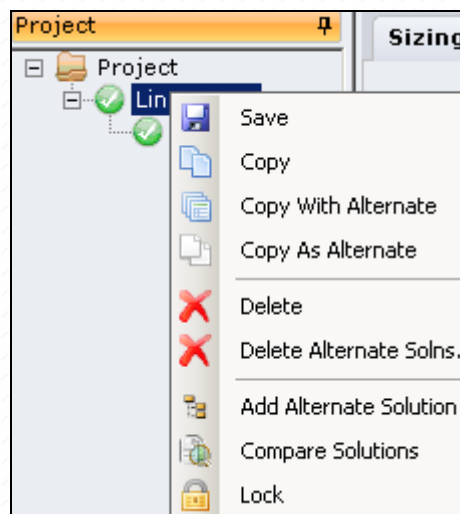 Project
Sizing
Project
Lin
Save
Copy
Copy With Alternate
Copy As Alternate
Delete
Delete Alternate Solns.
Add Alternate Solution
Compare Solutions
Lock